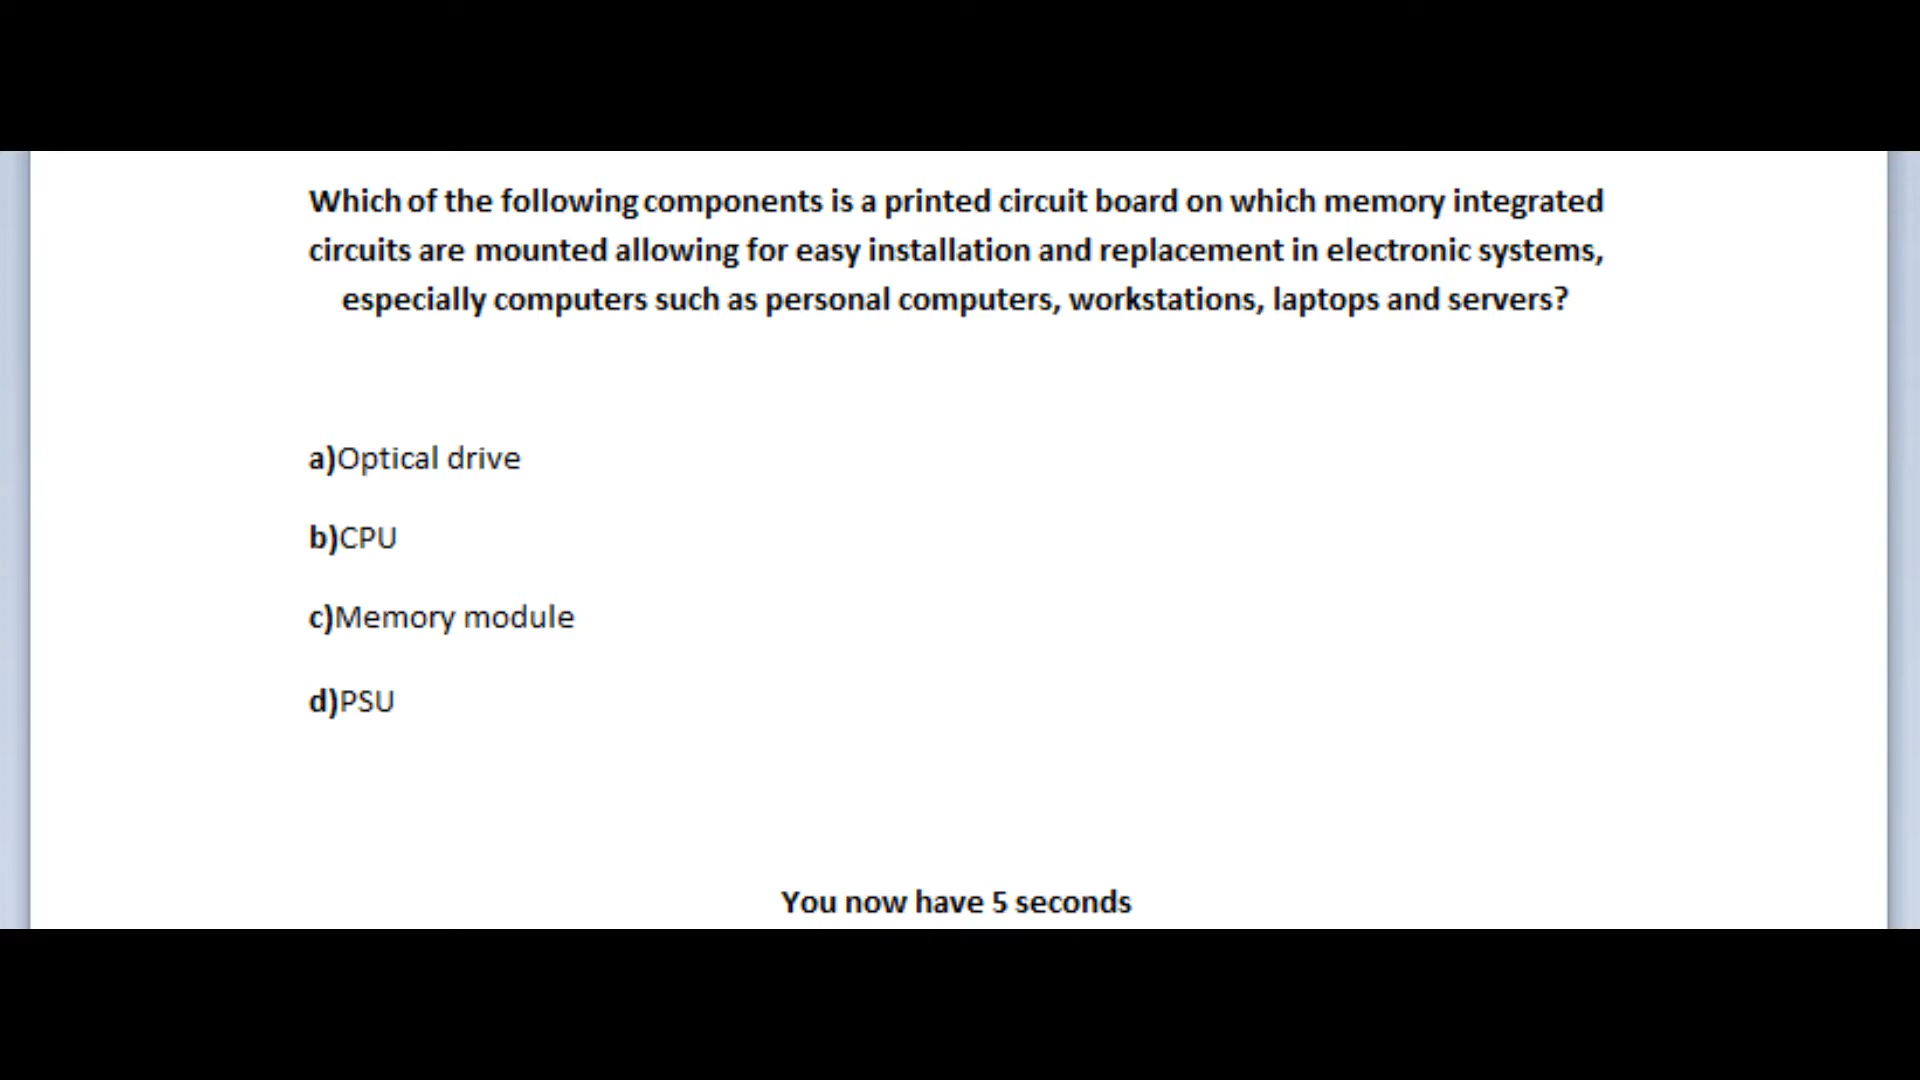 Which of the following components is a printed circuit board on which memory integrated
circuits are mounted allowing for easy installation and replacement in electronic systems,
especially computers such as personal computers, workstations, laptops and servers?
a)Optical drive
b)CPU
c)Memory module
d)PSU
You now have 5 seconds